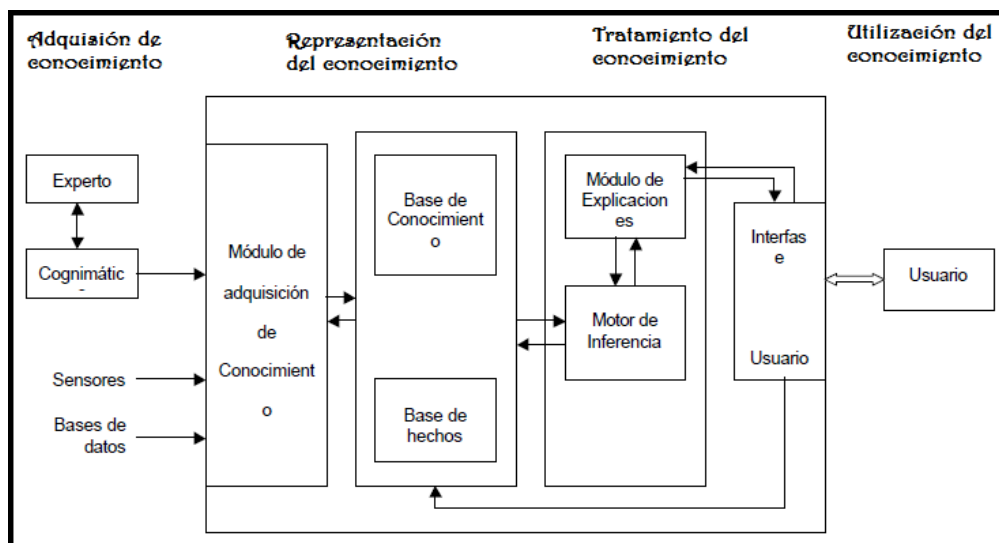 Adquisión de
conocimiento
Representación
del conocimiento
Tratamiento del
conocimiento
Utilización del
conocimiento
Experto
Cognimátic
Sensores
Bases de
datos
Módulo de
adquisición
de
Conocimient
o
Base de
Conocimient
o
Base de
hechos
Módulo de
Explicacion
es
Motor de
Inferencia
Interfas
e
Usuario
Usuario